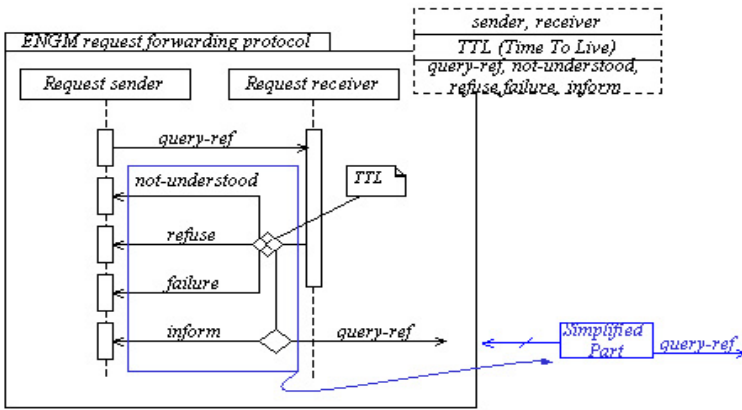 sender, receiver
ENGM request forwarding protocol
TTL (Time To Live)
query-ref, not-understood,
refuse,failure, inform
Request sender
Request receiver
query-ref
not-understood
TTL
refuse
failure
inform
query-ref
Simplified
Part
query-ref